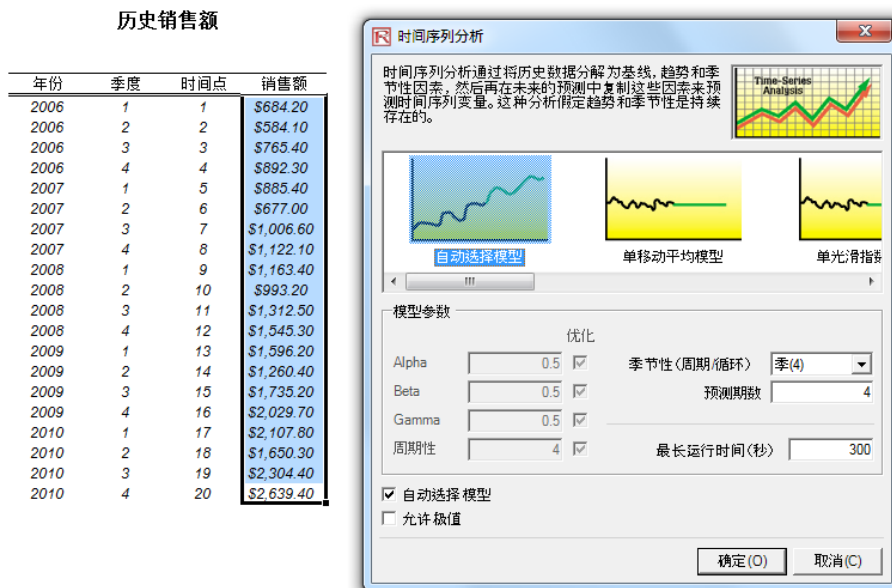 历史销售额
年份 季度 时间点 销售额
2006 1 1 $684.20
2006 2 2 $584.10
2006 3 3 $765.40
2006 4 4 $892.30
2007 1 5 $885.40
2007 2 6 $677.00
2007 3 7 $1,006.60
2007 4 8 $1,122.10
2008 1 9 $1,163.40
2008 2 10 $993.20
2008 3 11 $1,312.50
2008 4 12 $1,545.30
2009 1 13 $1,596.20
2009 2 14 $1,260.40
2009 3 15 $1,735.20
2009 4 16 $2,029.70
2010 1 17 $2,107.80
2010 2 18 $1,650.30
2010 3 19 $2,304.40
2010 4 20 $2,639.40
时间序列分析
时间序列分析通过将历史数据分解为基线，趋势和季
节性因素，然后再在未来的预测中复制这些因素来预
测时间序列变量。这种分析假定趋势和季节性是持续
存在的。
Time-Series
Analysis
自动选择模型 单移动平均模型 单光滑指数
模型参数
优化
Alpha 0.5 季节性(周期/循环) 季(4)
Beta 0.5 预测期数 4
Gamma 0.5
周期性 4 最长运行时间(秒) 300
自动选择模型
允许极值
确定(O) 取消(C)